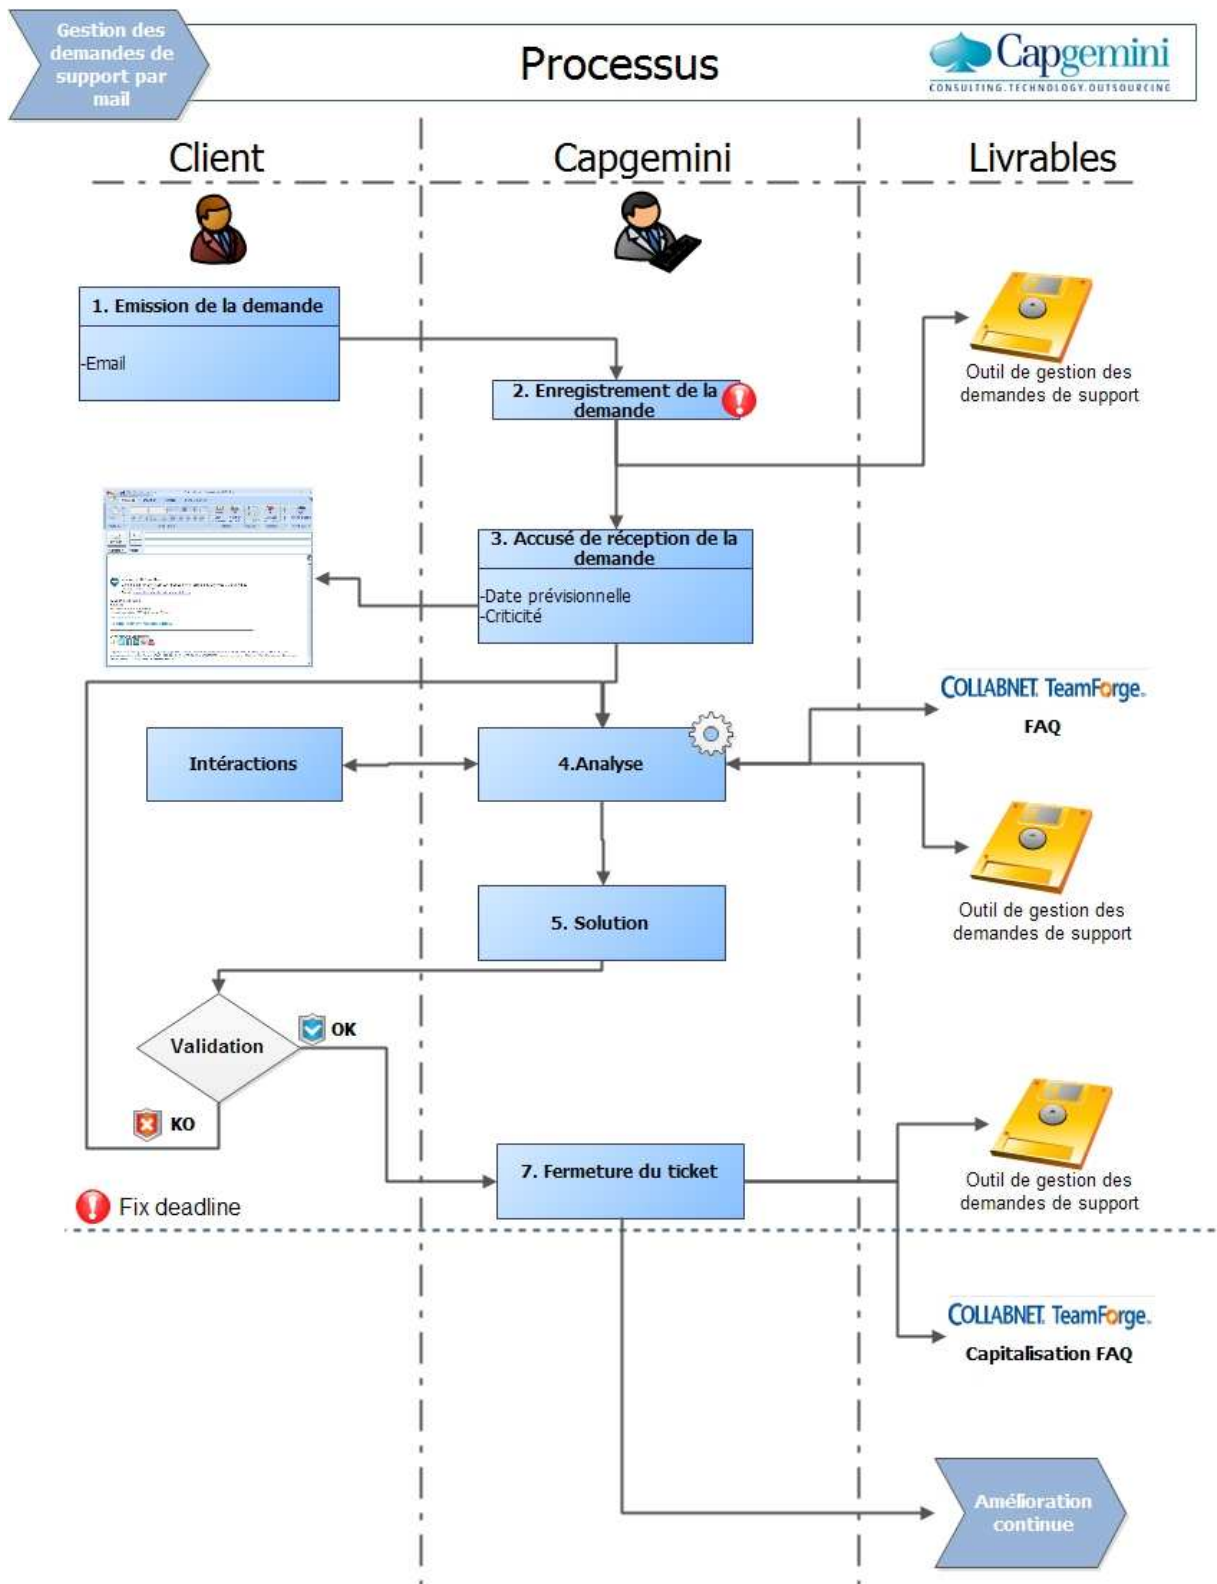 Gestion des
demandes de
support par
mail
Processus
Capgemini
CONSULTING.TECHNOLOGY.OUTSOURCING
Client
Capgemini
Livrables
1. Emission de la demande
-Email
2. Enregistrement de la
demande
Outil de gestion des
demandes de support
3. Accusé de réception de la
demande
-Date prévisionnelle
-Criticité
COLLABNET TeamForge
FAQ
Intéractions
4.Analyse
Outil de gestion des
demandes de support
5. Solution
Validation
OK
KO
7. Fermeture du ticket
Outil de gestion des
demandes de support
Fix deadline
COLLABNET TeamForge
Capitalisation FAQ
Amélioration
continue